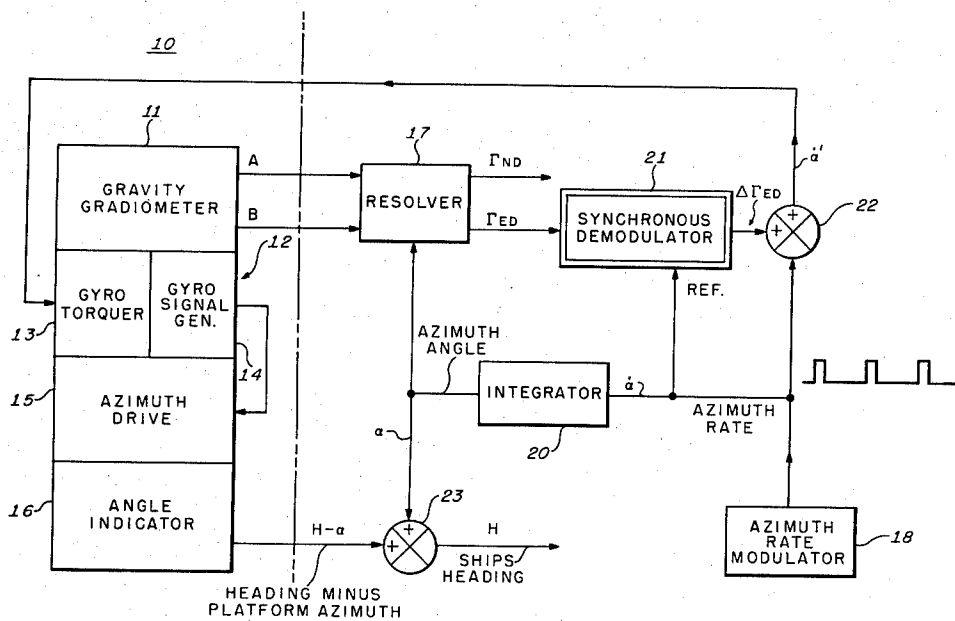 10
11
GRAVITY
GRADIOMETER
A
B
12
17
RESOLVER
ΓND
ΓED
21
SYNCHRONOUS
DEMODULATOR
REF.
ΔΓED
α̇'
+
+
22
GYRO
TORQUER
13
GYRO
SIGNAL
GEN.
14
15
AZIMUTH
DRIVE
16
ANGLE
INDICATOR
AZIMUTH
ANGLE
α
INTEGRATOR
20
α̇
AZIMUTH
RATE
AZIMUTH
RATE
MODULATOR
18
H-α
+
+
23
H
SHIPS
HEADING
HEADING MINUS
PLATFORM AZIMUTH